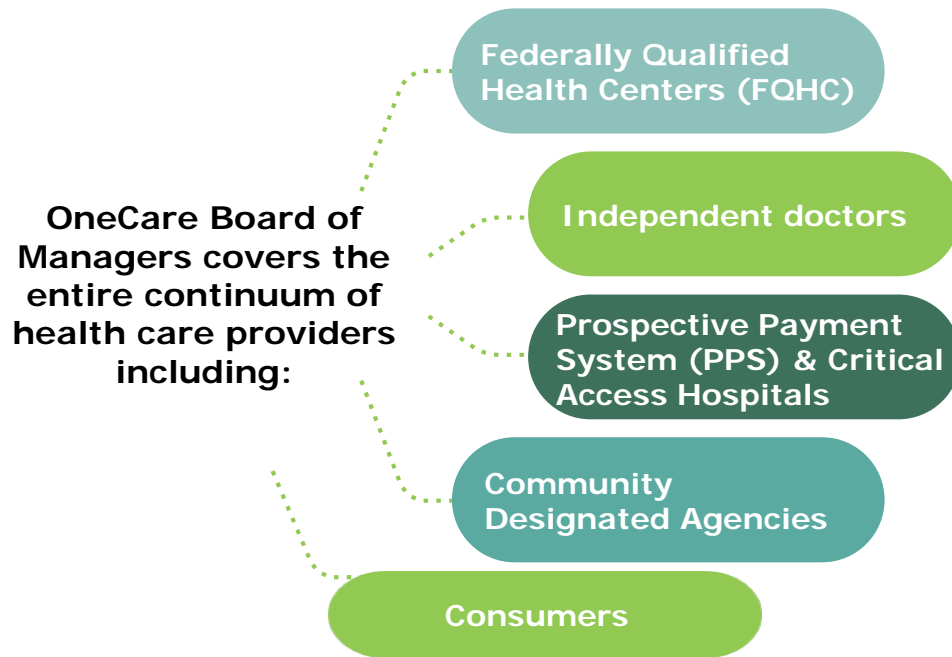 OneCare Board of
Managers covers the
entire continuum of
health care providers
including:
Federally Qualified
Health Centers (FQHC)
Independent doctors
Prospective Payment
System (PPS) & Critical
Access Hospitals
Community
Designated Agencies
Consumers